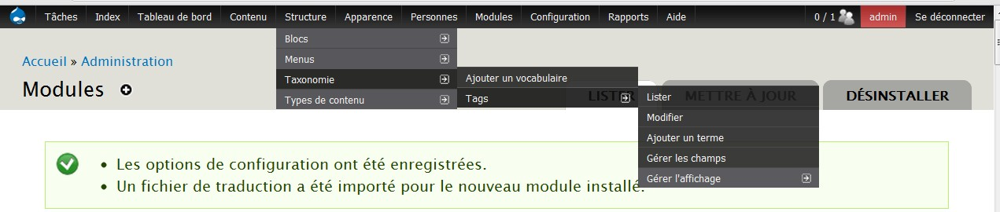 Tâches Index Tableau de bord Contenu Structure Apparence Personnes Modules Configuration Rapports Aide 0 / 1 admin Se déconnecter
Blocs
Menus
Taxonomie
Types de contenu
Ajouter un vocabulaire
Tags
Lister
Modifier
Ajouter un terme
Gérer les champs
Gérer l'affichage
Accueil » Administration
Modules
LISTER METTRE À JOUR DÉSINSTALLER
Les options de configuration ont été enregistrées.
Un fichier de traduction a été importé pour le nouveau module installé.